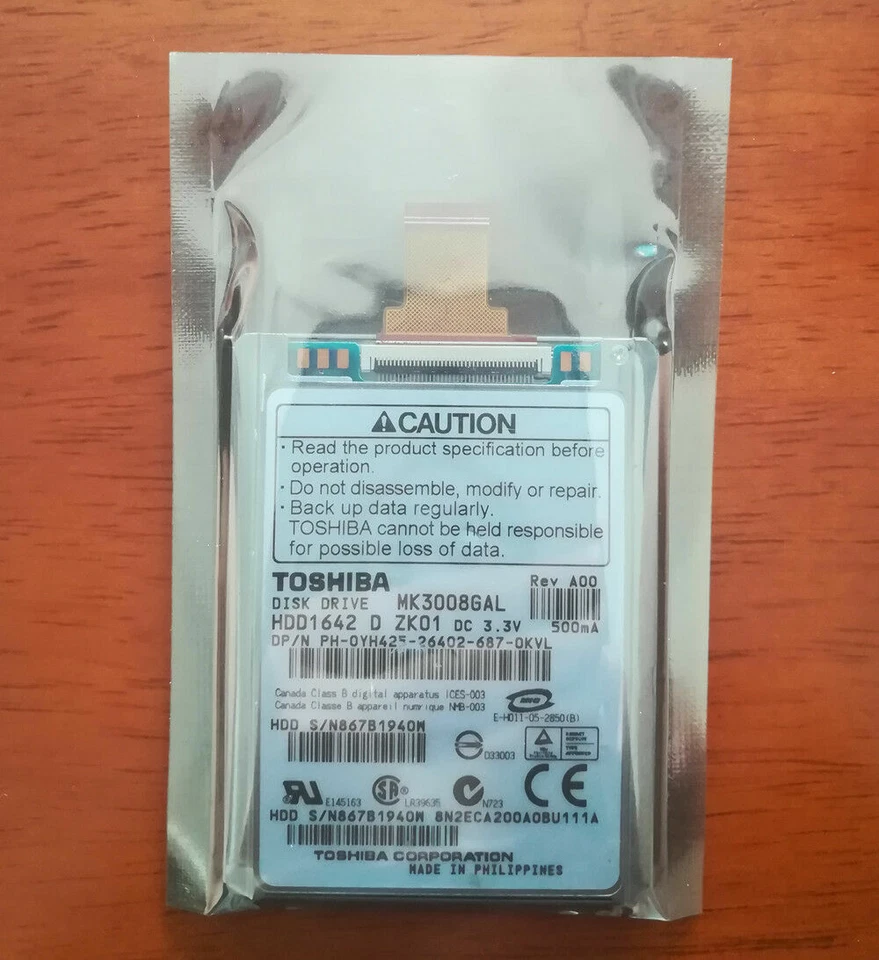 CAUTION
· Read the product specification before
operation.
· Do not disassemble, modify or repair.
· Back up data regularly.
TOSHIBA cannot be held responsible
for possible loss of data.
TOSHIBA Rev A00
DISK DRIVE MK3008GAL
HDD1642 D ZK01 DC 3.3V 500mA
DP/N PH-0YH425-26402-687-0KVL
Canada Class B digital apparatus ICES-003
Canada Classe B appareil numrique NMB-003
E-H011-05-2850(B)
HDD S/N867B1940W
D33003
E145163 LR39635 N723 CE
HDD S/N867B1940W 8N2ECA200A0BU111A
TOSHIBA CORPORATION
MADE IN PHILIPPINES